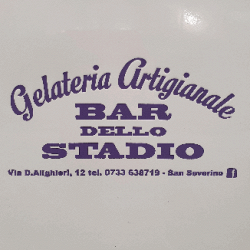 Gelateria Artigianale
BAR
DELLO
STADIO
Via D.Alighieri, 12 tel. 0733 638719 - San Severino